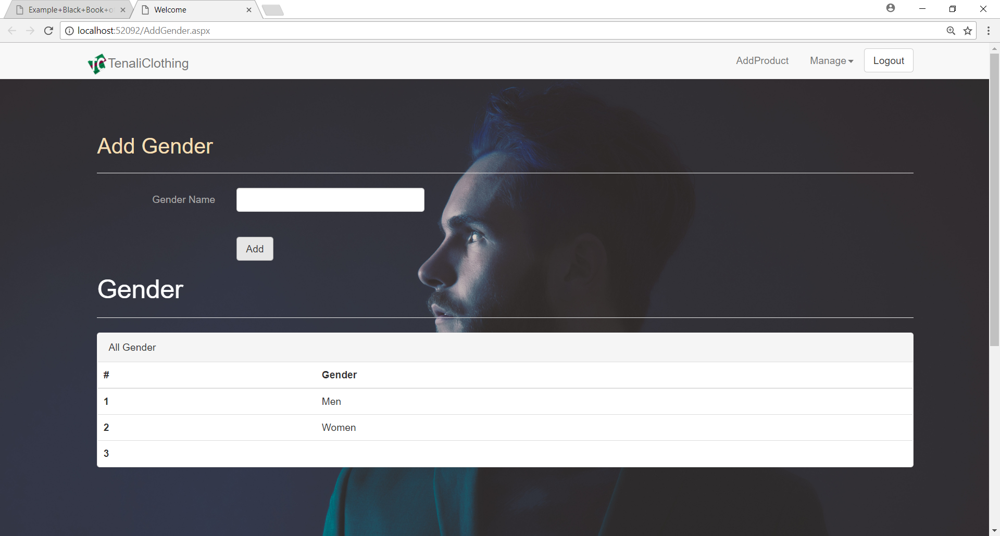 Example+Black+Book+o
Welcome
localhost:52092/AddGender.aspx
TenaliClothing
AddProduct Manage Logout
Add Gender
Gender Name
Add
Gender
All Gender
# Gender
1 Men
2 Women
3